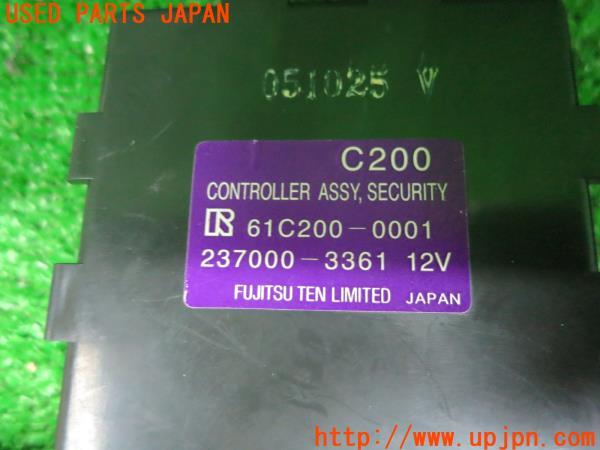 USED PARTS JAPAN
051025 V
C200
CONTROLLER ASSY, SECURITY
R 61C200-0001
237000-3361 12V
FUJITSU TEN LIMITED JAPAN
http://www.upjpn.com